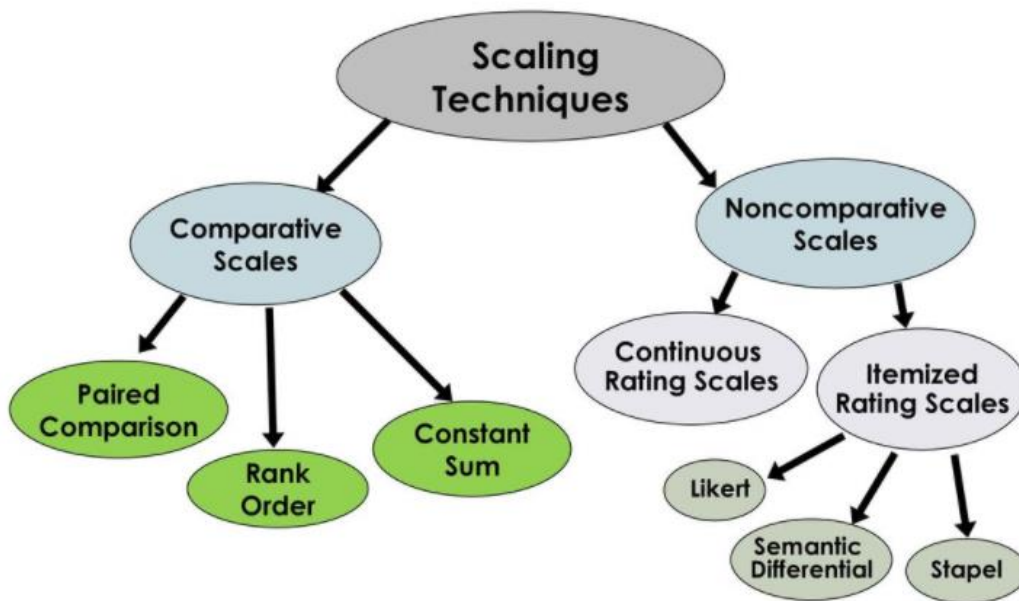 Scaling
Techniques
Comparative
Scales
Noncomparative
Scales
Paired
Comparison
Rank
Order
Constant
Sum
Continuous
Rating Scales
Itemized
Rating Scales
Likert
Semantic
Differential
Stapel